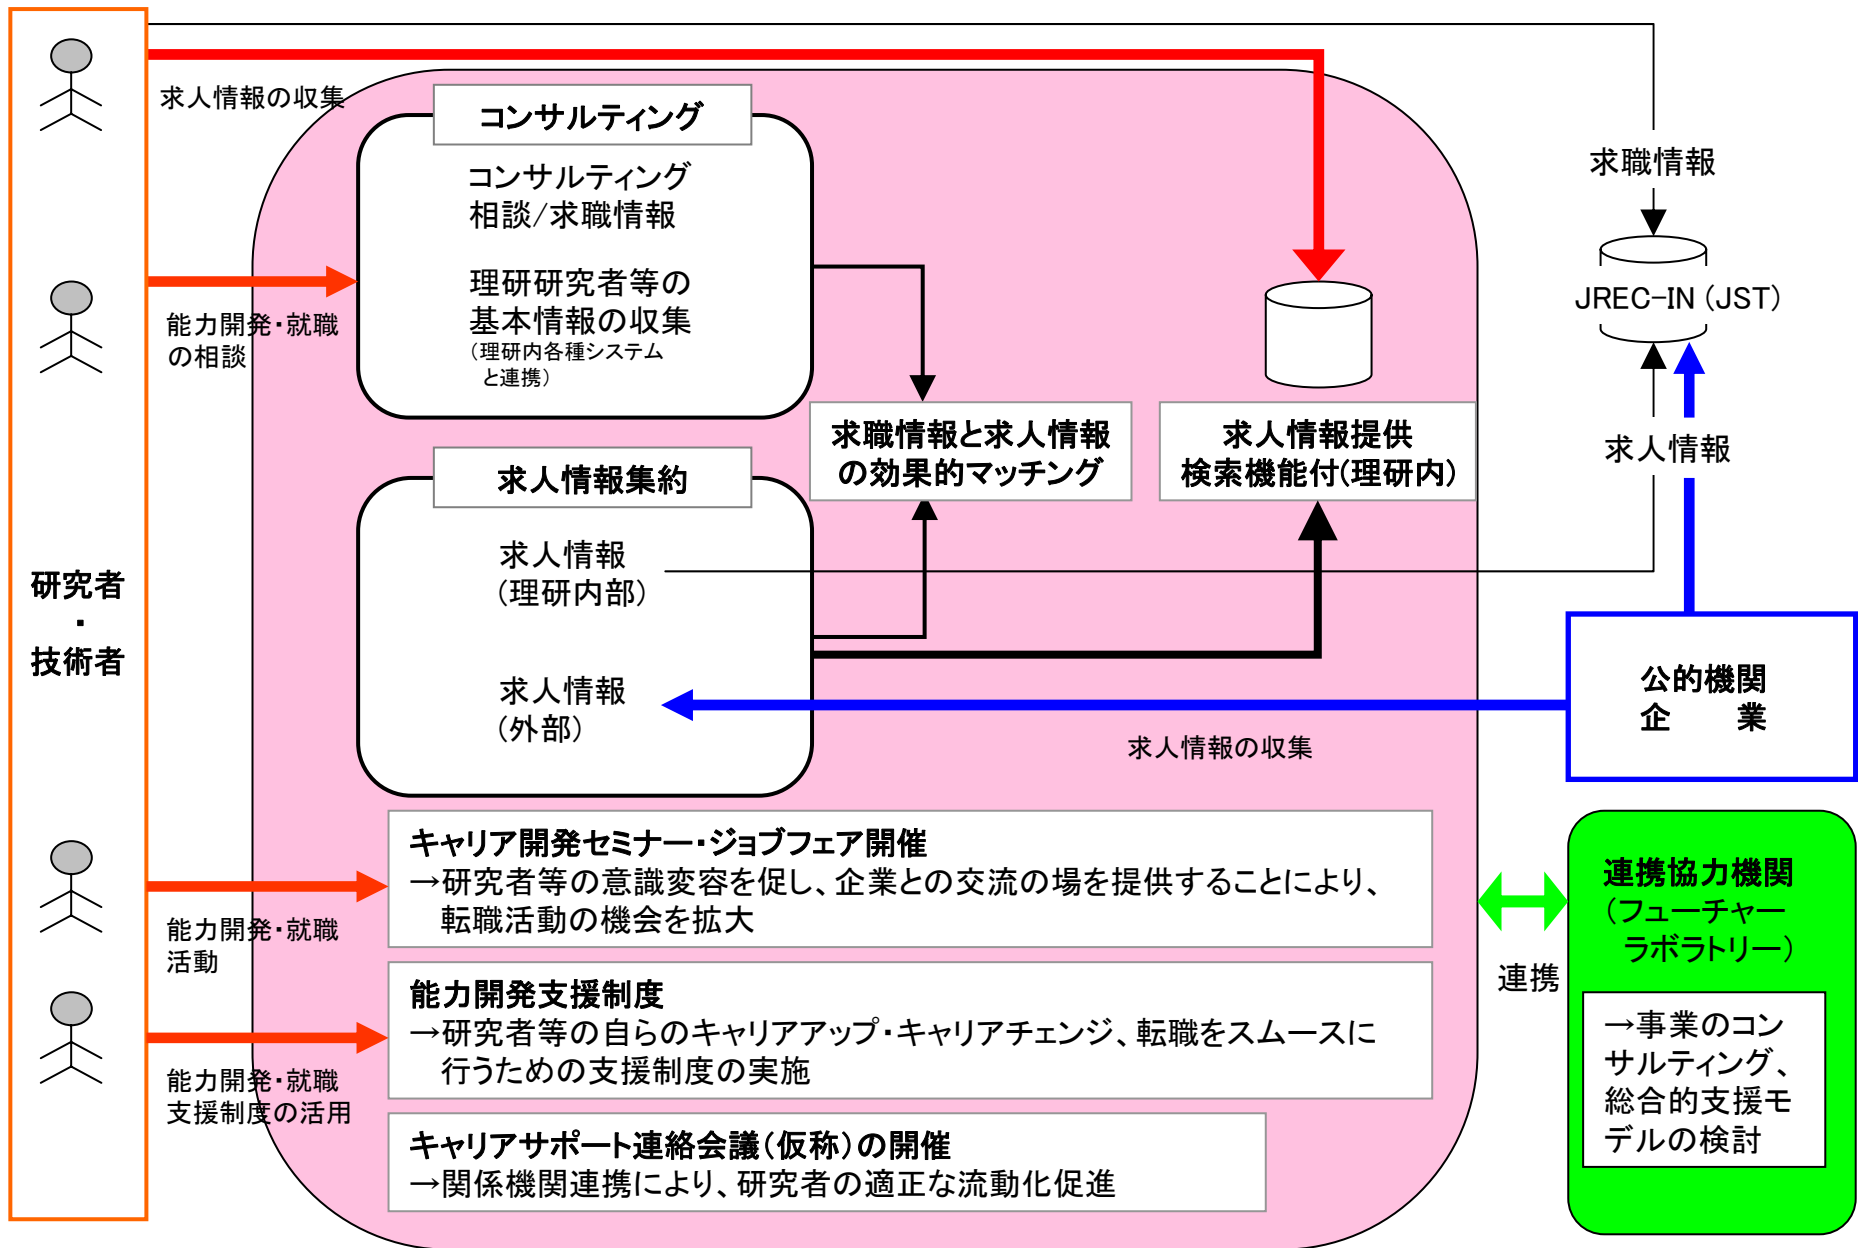 求人情報の収集
コンサルティング
コンサルティング
相談/求職情報
理研研究者等の
基本情報の収集
(理研内各種システム
と連携)
能力開発・就職
の相談
求職情報
JREC-IN(JST)
求職情報と求人情報
の効果的マッチング
求人情報提供
検索機能付(理研内)
求人情報
求人情報集約
求人情報
(理研内部)
求人情報
(外部)
研究者
・
技術者
公的機関
企　　業
求人情報の収集
キャリア開発セミナー・ジョブフェア開催
→研究者等の意識変容を促し、企業との交流の場を提供することにより、
転職活動の機会を拡大
能力開発・就職
活動
能力開発支援制度
→研究者等の自らのキャリアアップ・キャリアチェンジ、転職をスムースに
行うための支援制度の実施
能力開発・就職
支援制度の活用
キャリアサポート連絡会議(仮称)の開催
→関係機関連携により、研究者の適正な流動化促進
連携
連携協力機関
(フューチャー
ラボラトリー)
→事業のコン
サルティング、
総合的支援モ
デルの検討